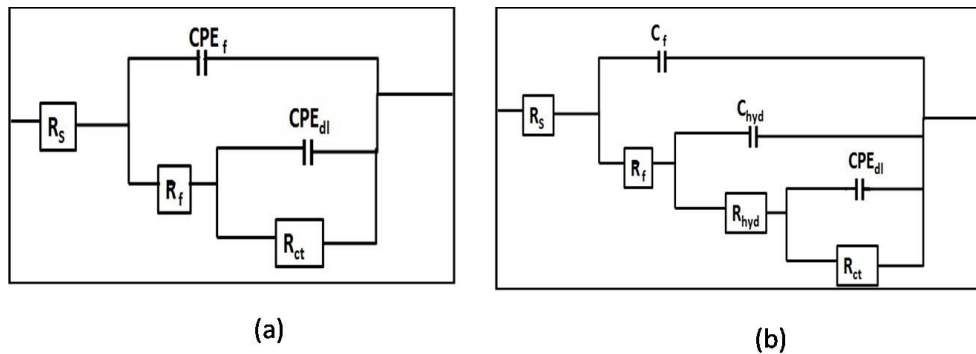 CPE f
CPE dl
R S
R f
R ct
(a)
C f
C hyd
CPE dl
R S
R f
R hyd
R ct
(b)